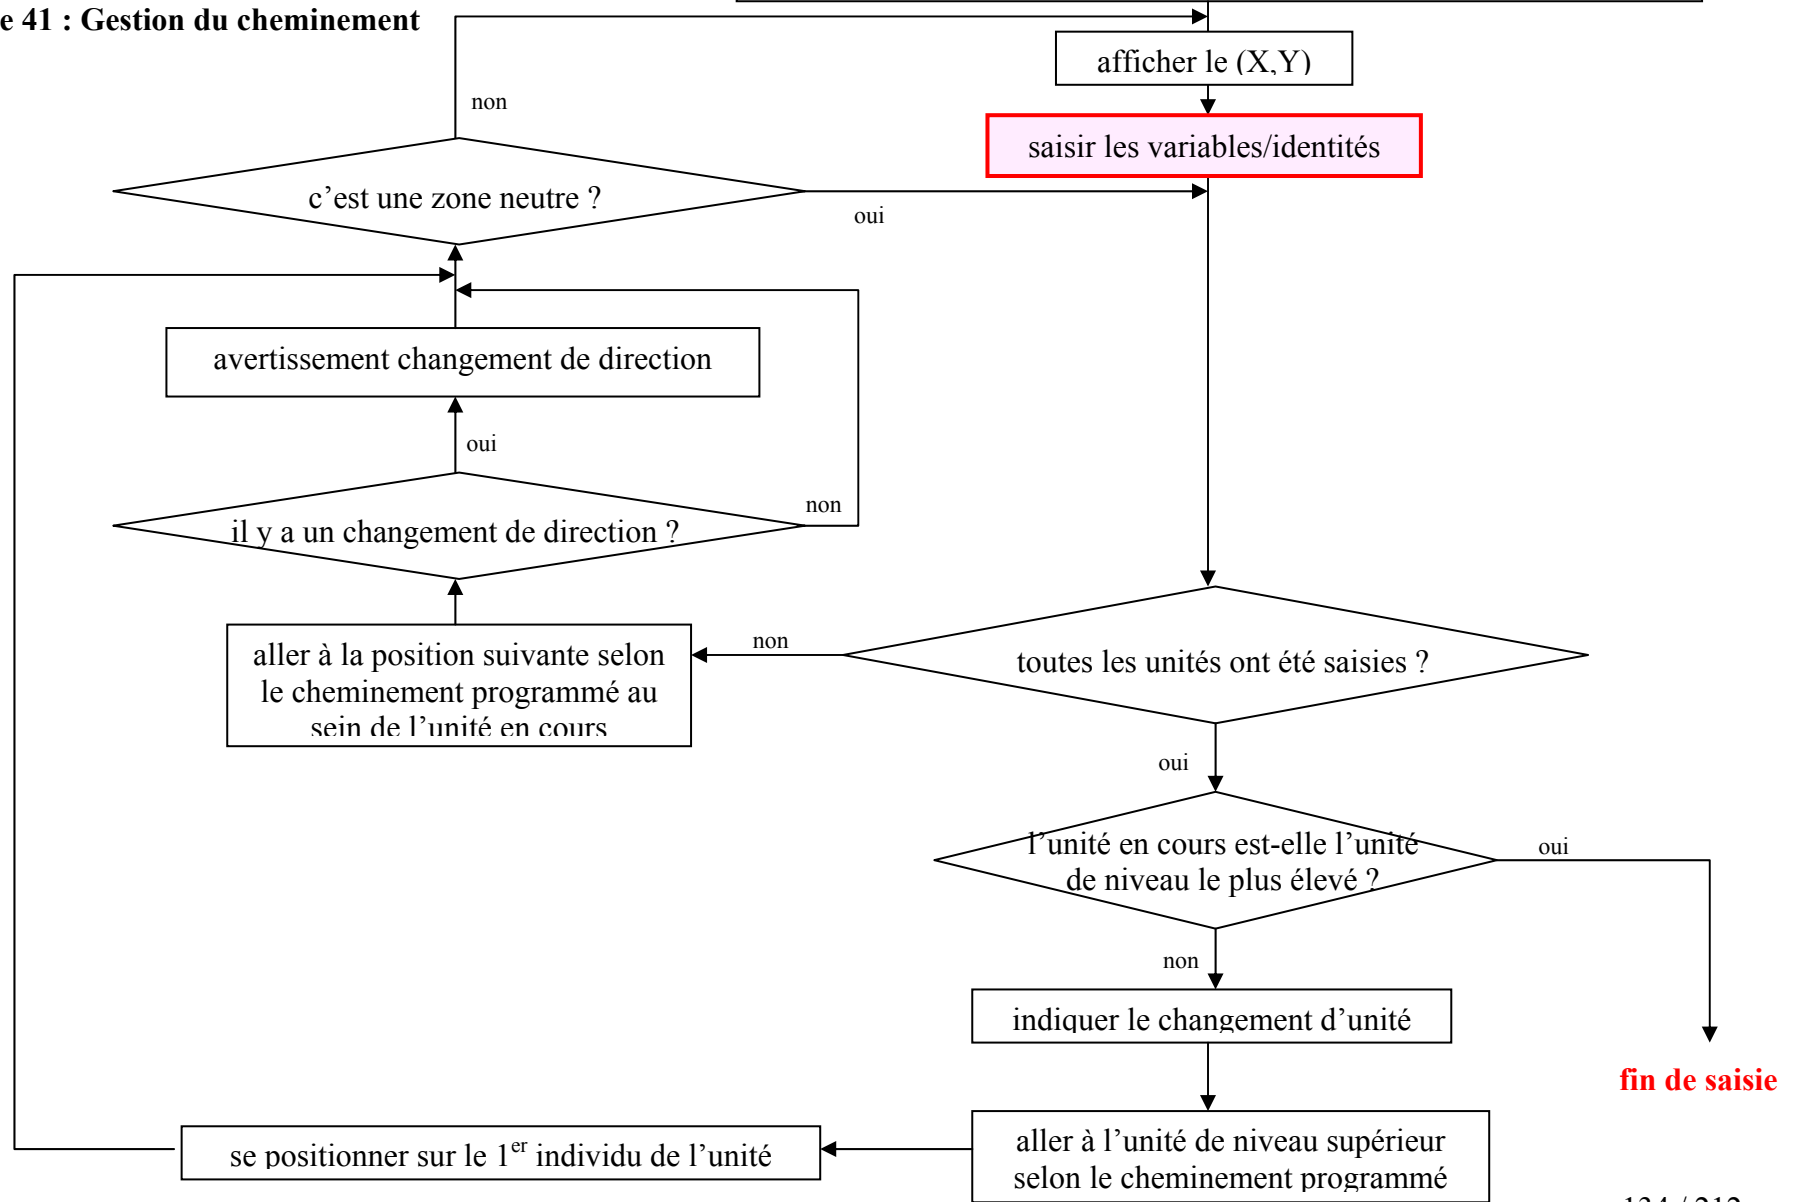 e 41 : Gestion du cheminement
afficher le (X,Y)
non
saisir les variables/identités
c’est une zone neutre ?
oui
avertissement changement de direction
oui
non
il y a un changement de direction ?
aller à la position suivante selon
le cheminement programmé au
sein de l’unité en cours
non
toutes les unités ont été saisies ?
oui
l’unité en cours est-elle l’unité
de niveau le plus élevé ?
oui
non
indiquer le changement d’unité
fin de saisie
se positionner sur le 1er individu de l’unité
aller à l’unité de niveau supérieur
selon le cheminement programmé
134 / 212